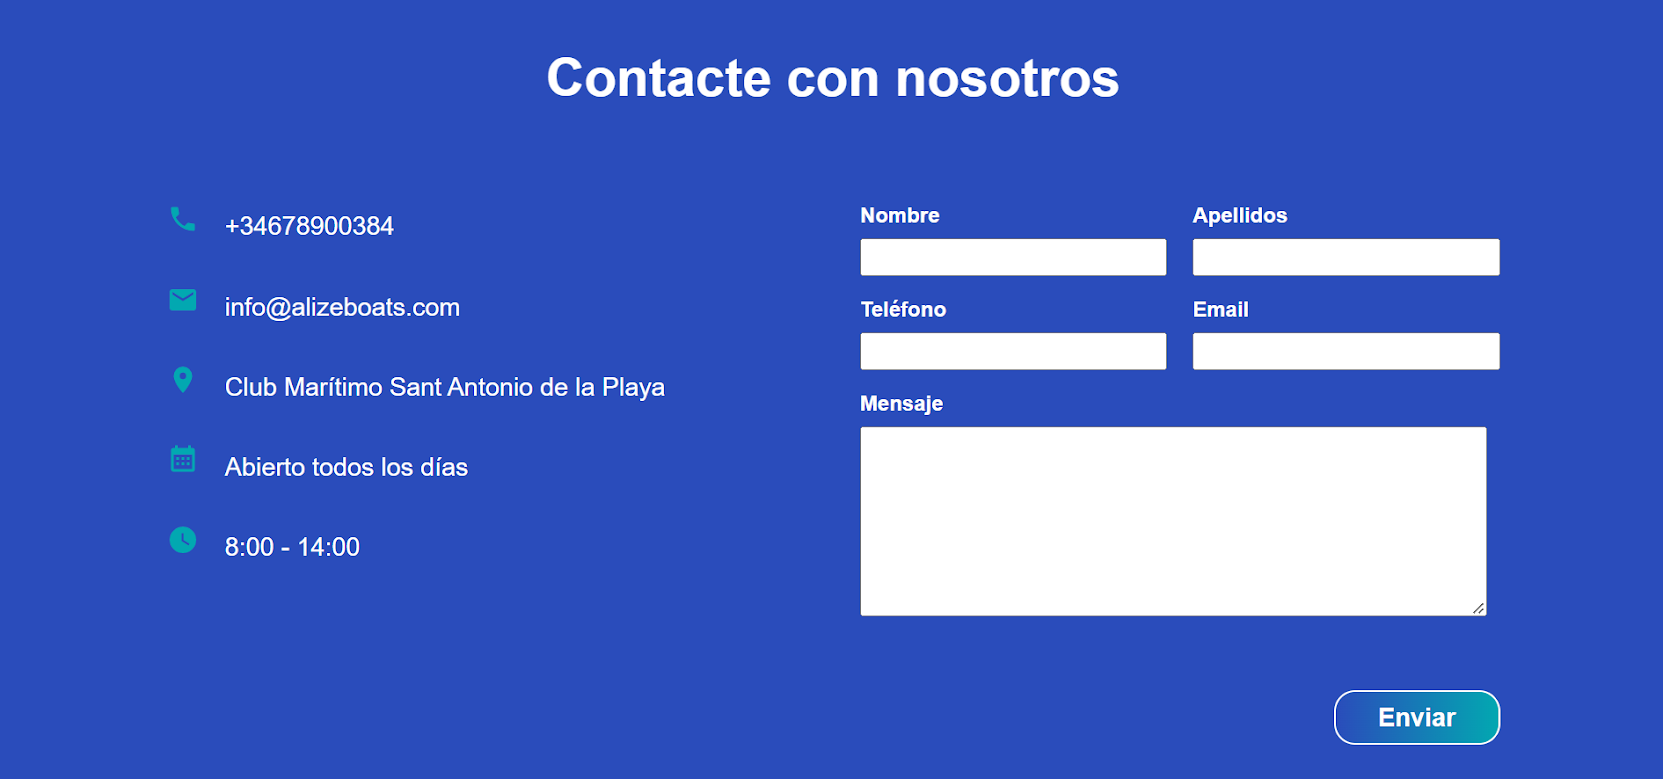 Contacte con nosotros
+34678900384
info@alizeboats.com
Club Marítimo Sant Antonio de la Playa
Abierto todos los días
8:00 - 14:00
Nombre
Apellidos
Teléfono
Email
Mensaje
Enviar